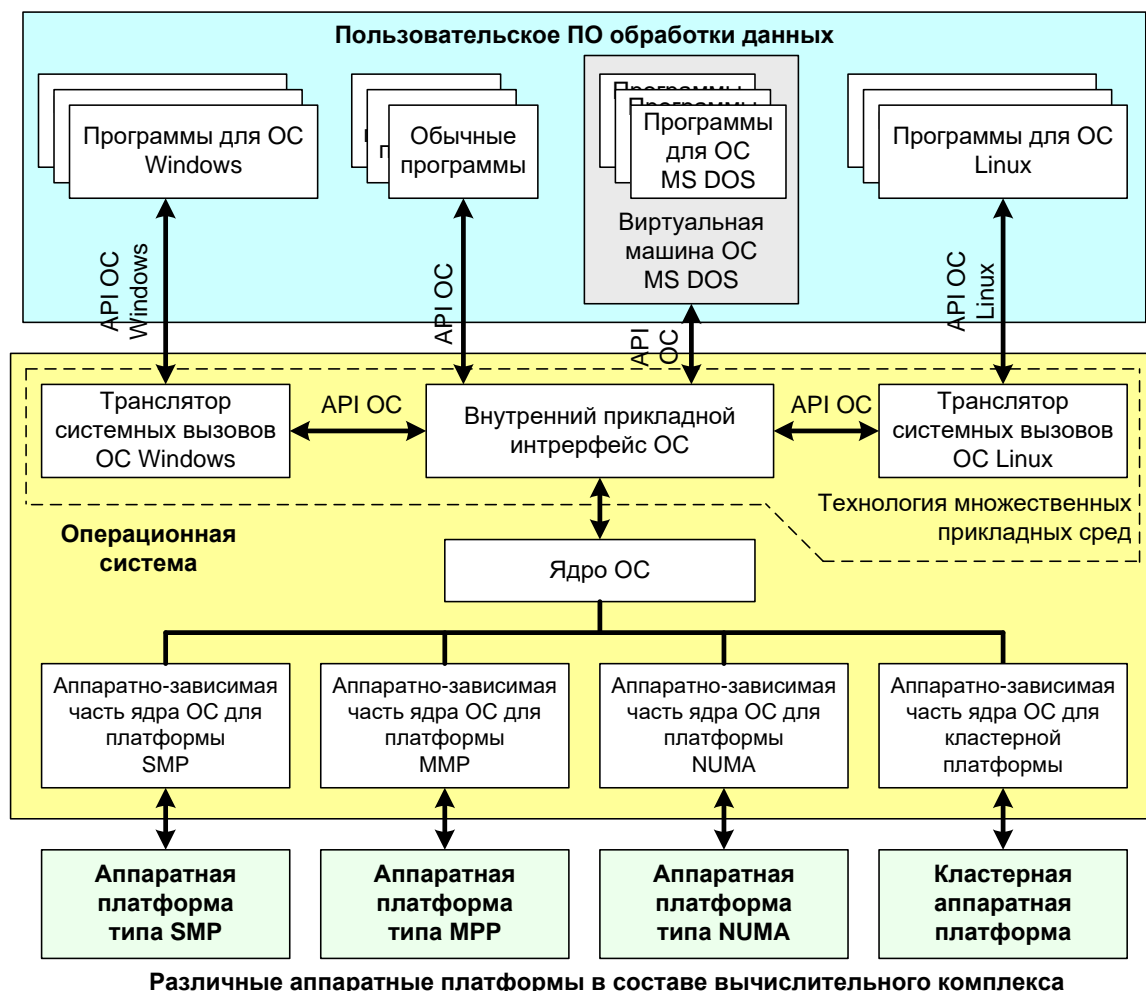 Пользовательское ПО обработки данных
Программы для ОС
Windows
Обычные
программы
Программы
Программы
Программы
для ОС
MS DOS
Виртуальная
машина ОС
MS DOS
Программы для ОС
Linux
API ОС
Windows
API ОС
API
ОС
API ОС
Linux
Транслятор
системных вызовов
ОС Windows
API ОС
Внутренний прикладной
интрерфейс ОС
API ОС
Транслятор
системных вызовов
ОС Linux
Технология множественных
прикладных сред
Операционная
система
Ядро ОС
Аппаратно-зависимая
часть ядра ОС для
платформы
SMP
Аппаратно-зависимая
часть ядра ОС для
платформы
MMP
Аппаратно-зависимая
часть ядра ОС для
платформы
NUMA
Аппаратно-зависимая
часть ядра ОС для
кластерной
платформы
Аппаратная
платформа
типа SMP
Аппаратная
платформа
типа MPP
Аппаратная
платформа
типа NUMA
Кластерная
аппаратная
платформа
Различные аппаратные платформы в составе вычислительного комплекса